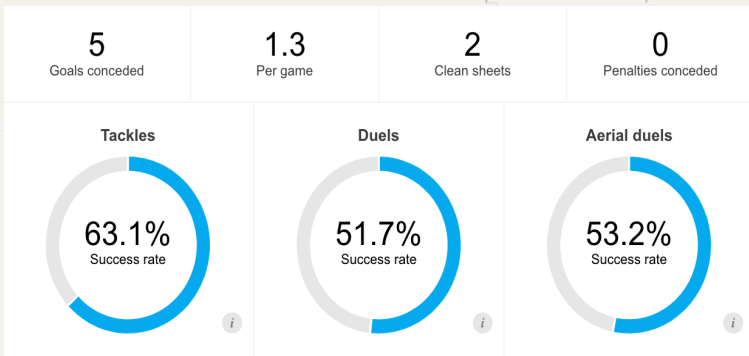 5
Goals conceded
1.3
Per game
2
Clean sheets
0
Penalties conceded
Tackles
63.1%
Success rate
i
Duels
51.7%
Success rate
i
Aerial duels
53.2%
Success rate
i